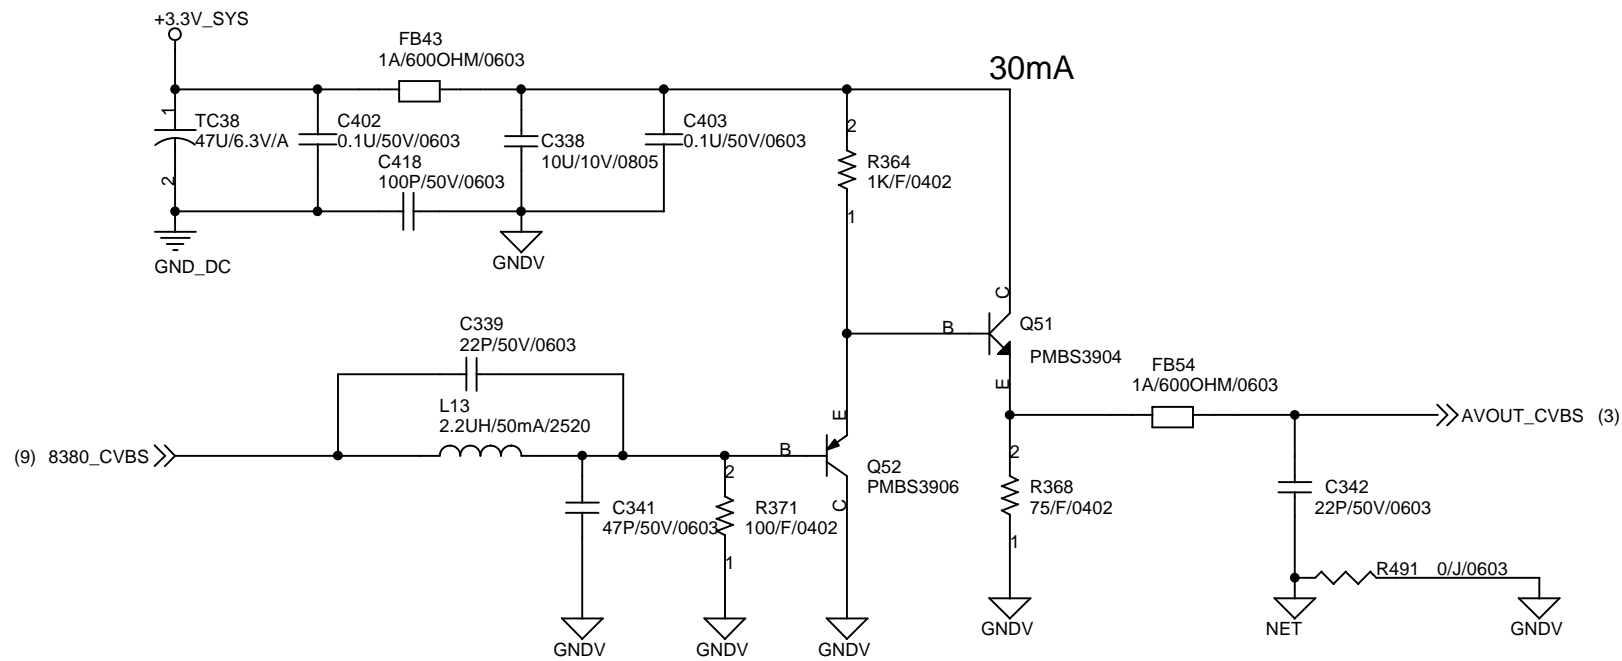 +3.3V_SYS
FB43
1A/600OHM/0603
30mA
1
TC38
47U/6.3V/A
2
C402
0.1U/50V/0603
C418
100P/50V/0603
C338
10U/10V/0805
C403
0.1U/50V/0603
2
R364
1K/F/0402
1
GND_DC
GNDV
C
B
Q51
PMBS3904
E
C339
22P/50V/0603
L13
2.2UH/50mA/2520
FB54
1A/600OHM/0603
(9) 8380_CVBS
AVOUT_CVBS (3)
E
B
Q52
PMBS3906
C
C341
47P/50V/0603
2
R371
100/F/0402
1
2
R368
75/F/0402
1
C342
22P/50V/0603
R491 0/J/0603
GNDV
GNDV
GNDV
GNDV
NET
GNDV